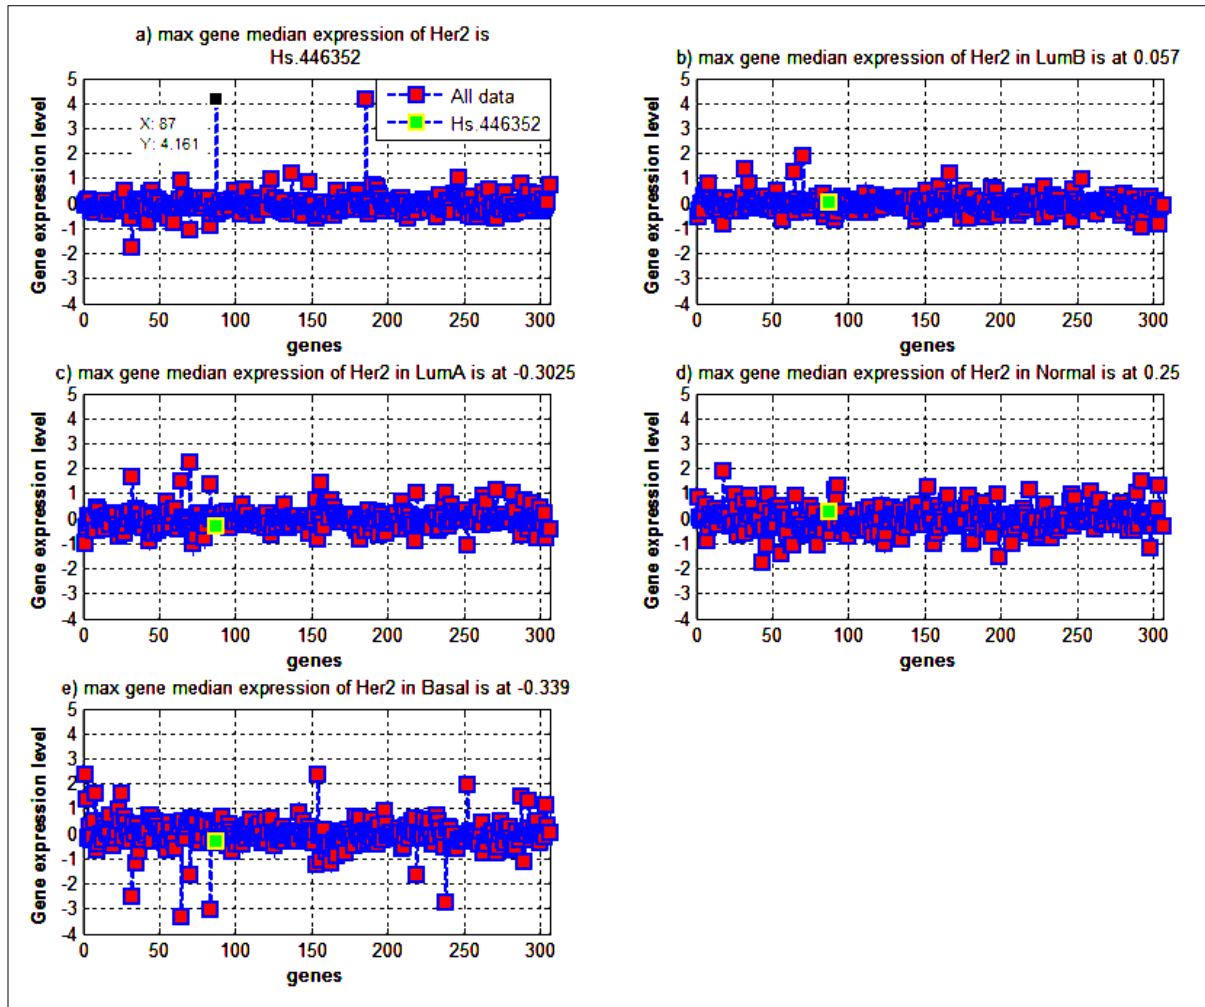 a) max gene median expression of Her2 is
Hs.446352
5
4
3
2
1
0
-1
-2
-3
-4
Gene expression level
X: 87
Y: 4.161
All data
Hs.446352
0 50 100 150 200 250 300
genes
b) max gene median expression of Her2 in LumB is at 0.057
5
4
3
2
1
0
-1
-2
-3
-4
Gene expression level
0 50 100 150 200 250 300
genes
c) max gene median expression of Her2 in LumA is at -0.3025
5
4
3
2
1
0
-1
-2
-3
-4
Gene expression level
0 50 100 150 200 250 300
genes
d) max gene median expression of Her2 in Normal is at 0.25
5
4
3
2
1
0
-1
-2
-3
-4
Gene expression level
0 50 100 150 200 250 300
genes
e) max gene median expression of Her2 in Basal is at -0.339
5
4
3
2
1
0
-1
-2
-3
-4
Gene expression level
0 50 100 150 200 250 300
genes